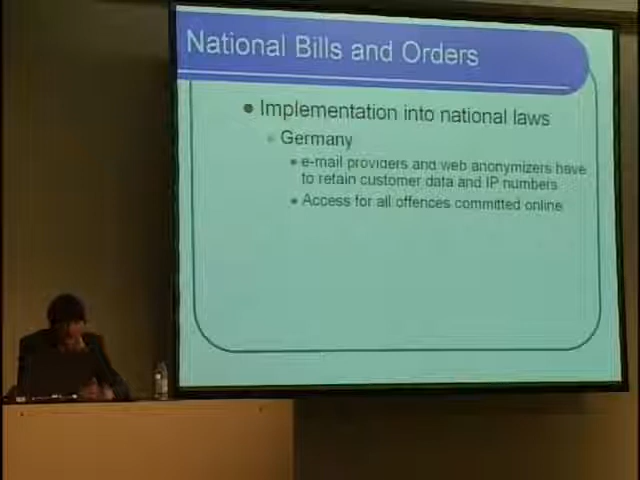 National Bills and Orders
Implementation into national laws
Germany
e-mail providers and web anonymizers have
to retain customer data and IP numbers
Access for all offences committed online